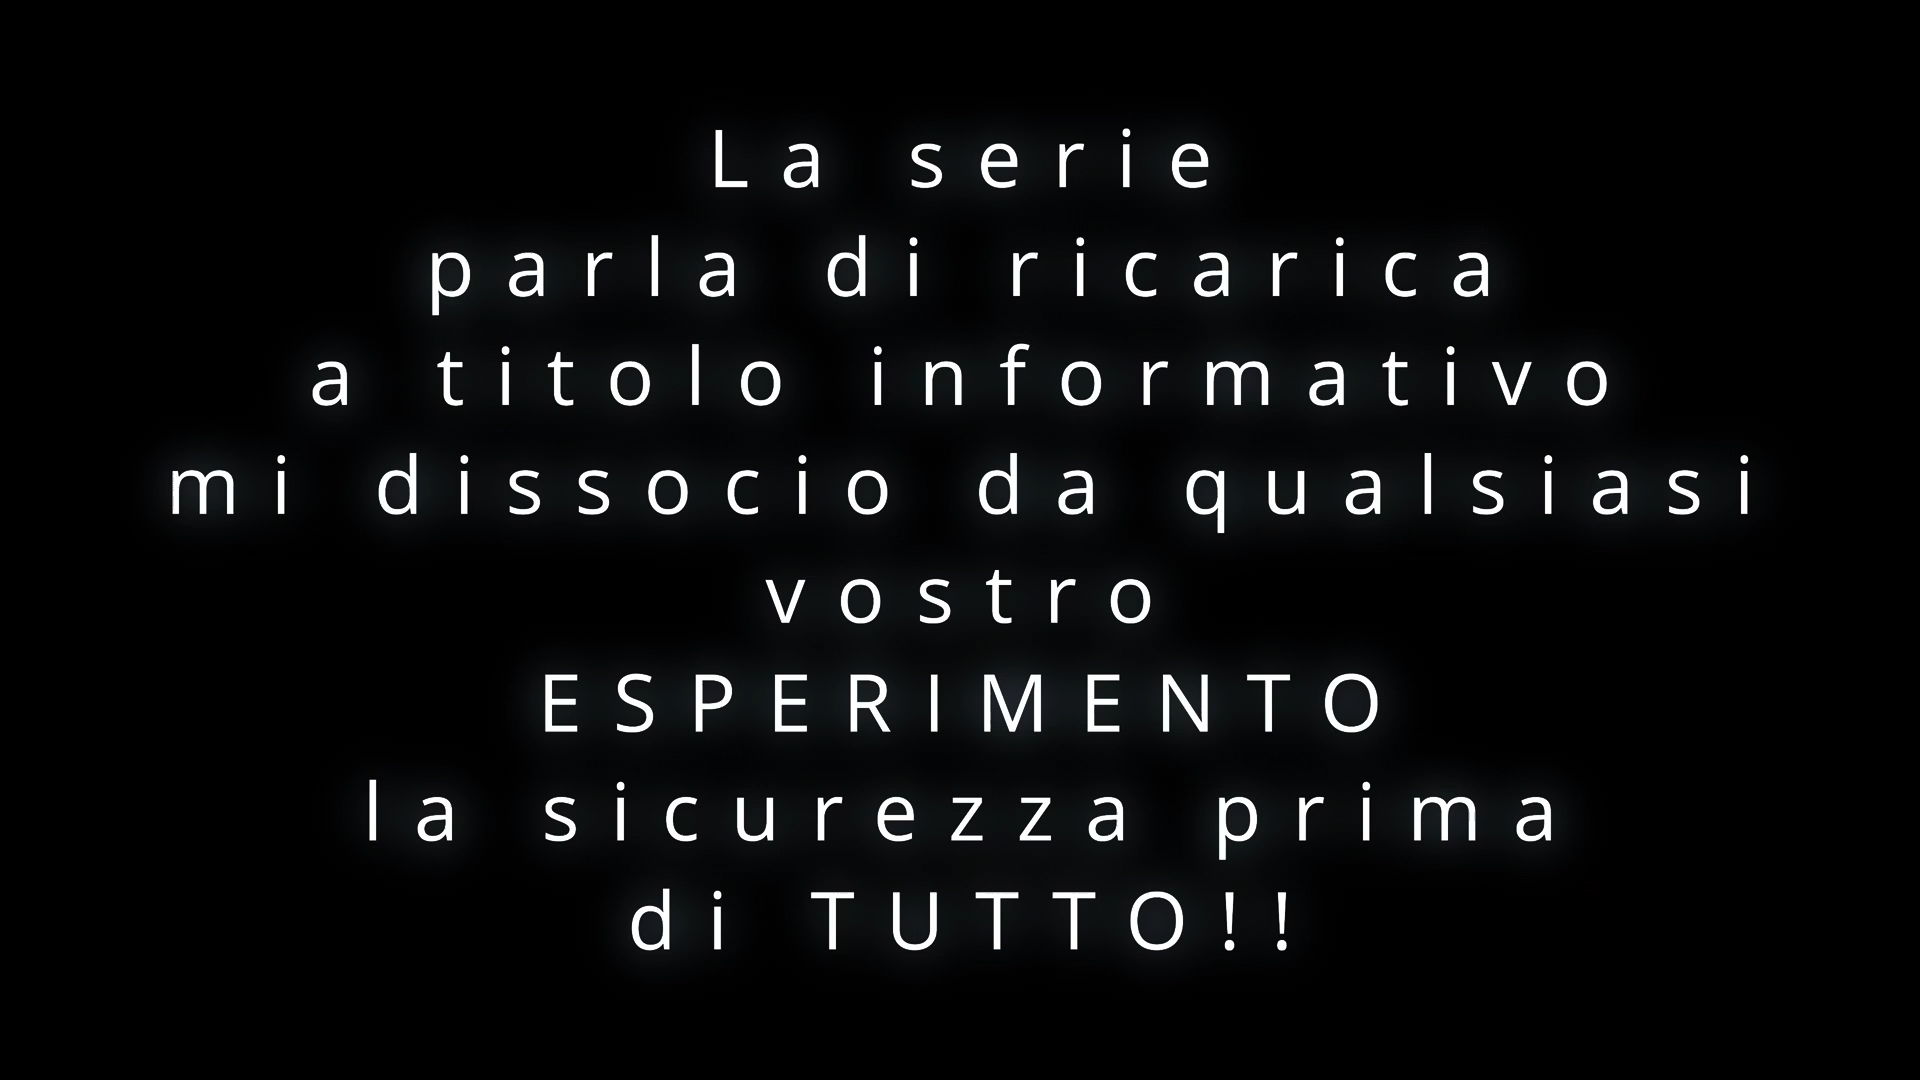 La serie
parla di ricarica
a titolo informativo
mi dissocio da qualsiasi
vostro
ESPERIMENTO
la sicurezza prima
di TUTTO!!